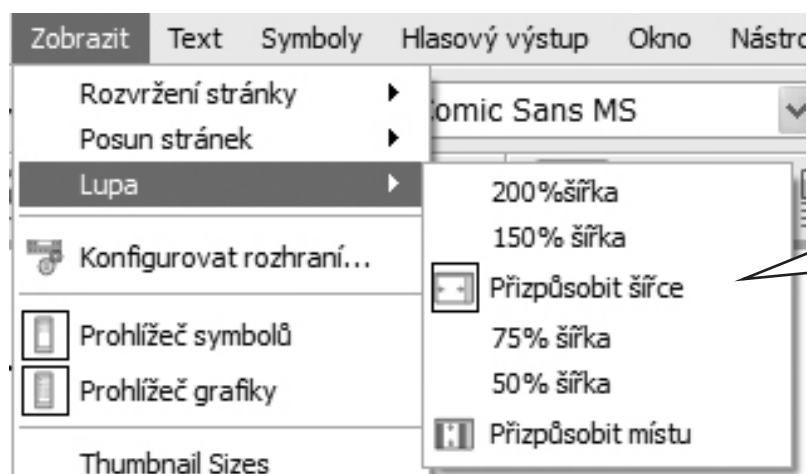 Zobrazit Text Symboly Hlasový výstup Okno Nástro
Rozvržení stránky
omic Sans MS
Posun stránek
Lupa
200%šířka
150% šířka
Konfigurovat rozhraní...
Přizpůsobit šířce
Prohlížeč symbolů
75% šířka
Prohlížeč grafiky
50% šířka
Přizpůsobit místu
Thumbnail Sizes